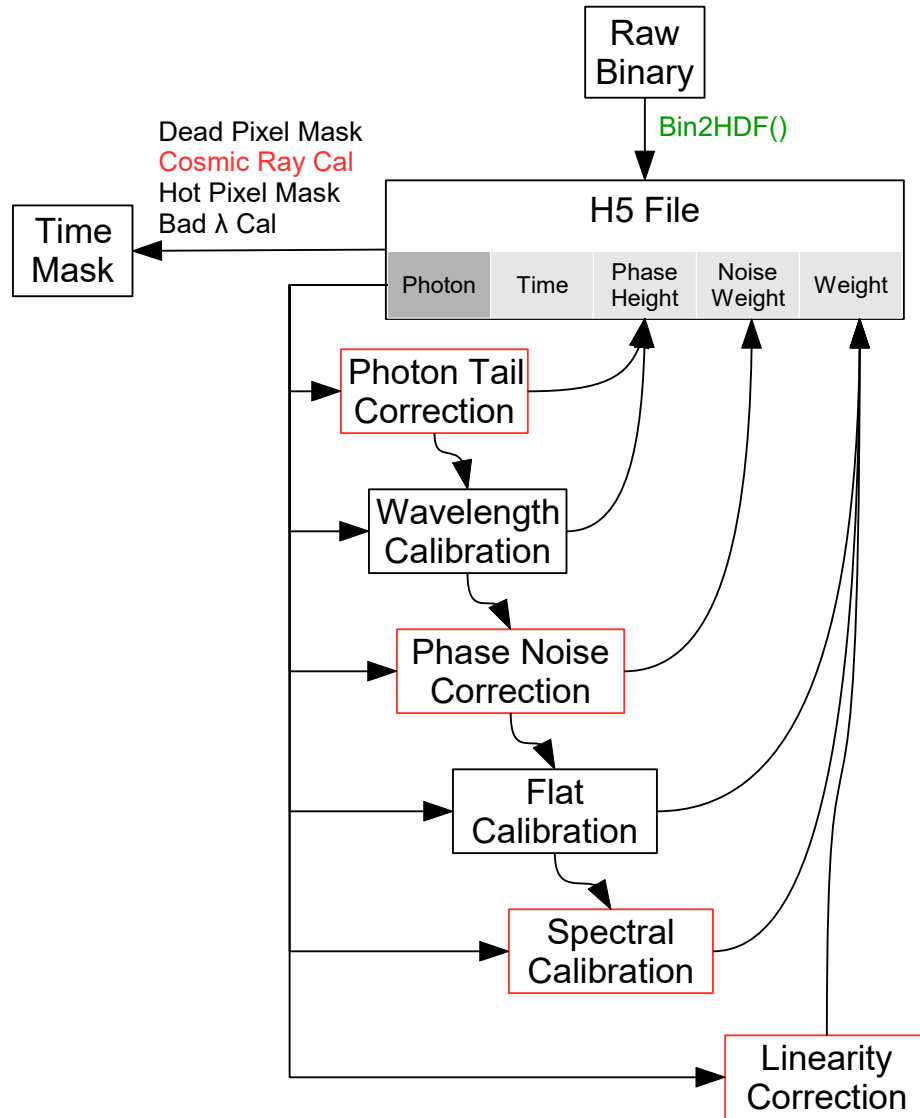 Raw
Binary
Bin2HDF()
Dead Pixel Mask
Cosmic Ray Cal
Hot Pixel Mask
Bad λ Cal
Time
Mask
H5 File
Photon
Time
Phase
Height
Noise
Weight
Weight
Photon Tail
Correction
Wavelength
Calibration
Phase Noise
Correction
Flat
Calibration
Spectral
Calibration
Linearity
Correction